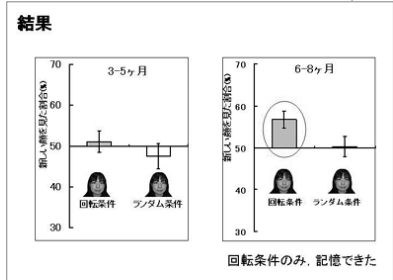 結果
3-5ヶ月
新しい顔を見た割合(%)
70
60
50
40
30
回転条件 ランダム条件
6-8ヶ月
新しい顔を見た割合(%)
70
60
50
40
30
回転条件 ランダム条件
回転条件のみ, 記憶できた